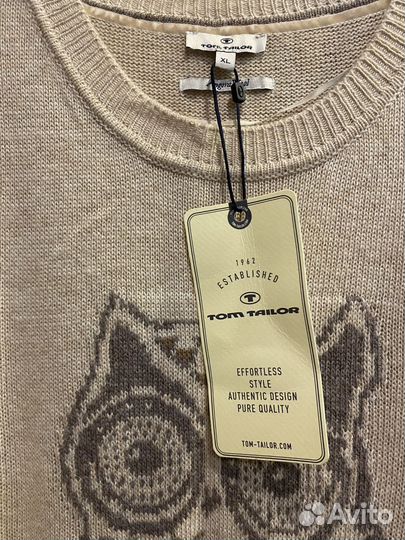 TOM TAILOR
XL
1962
ESTABLISHED
TOM TAILOR
EFFORTLESS
STYLE
AUTHENTIC DESIGN
PURE QUALITY
TOM-TAILOR.COM
Avito